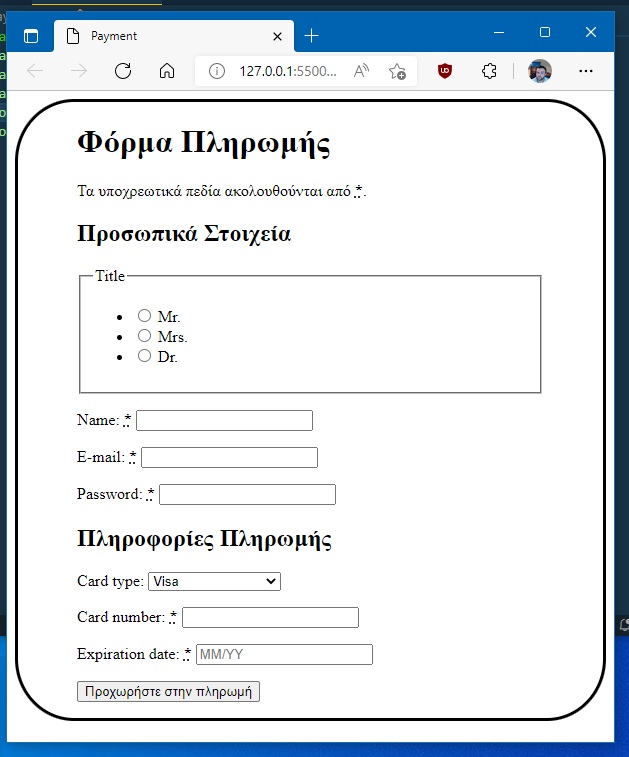 Payment
127.0.0.1:5500...
Φόρμα Πληρωμής
Τα υποχρεωτικά πεδία ακολουθούνται από *.
Προσωπικά Στοιχεία
Title
Mr.
Mrs.
Dr.
Name: *
E-mail: *
Password: *
Πληροφορίες Πληρωμής
Card type: Visa
Card number: *
Expiration date: * MM/YY
Προχωρήστε στην πληρωμή